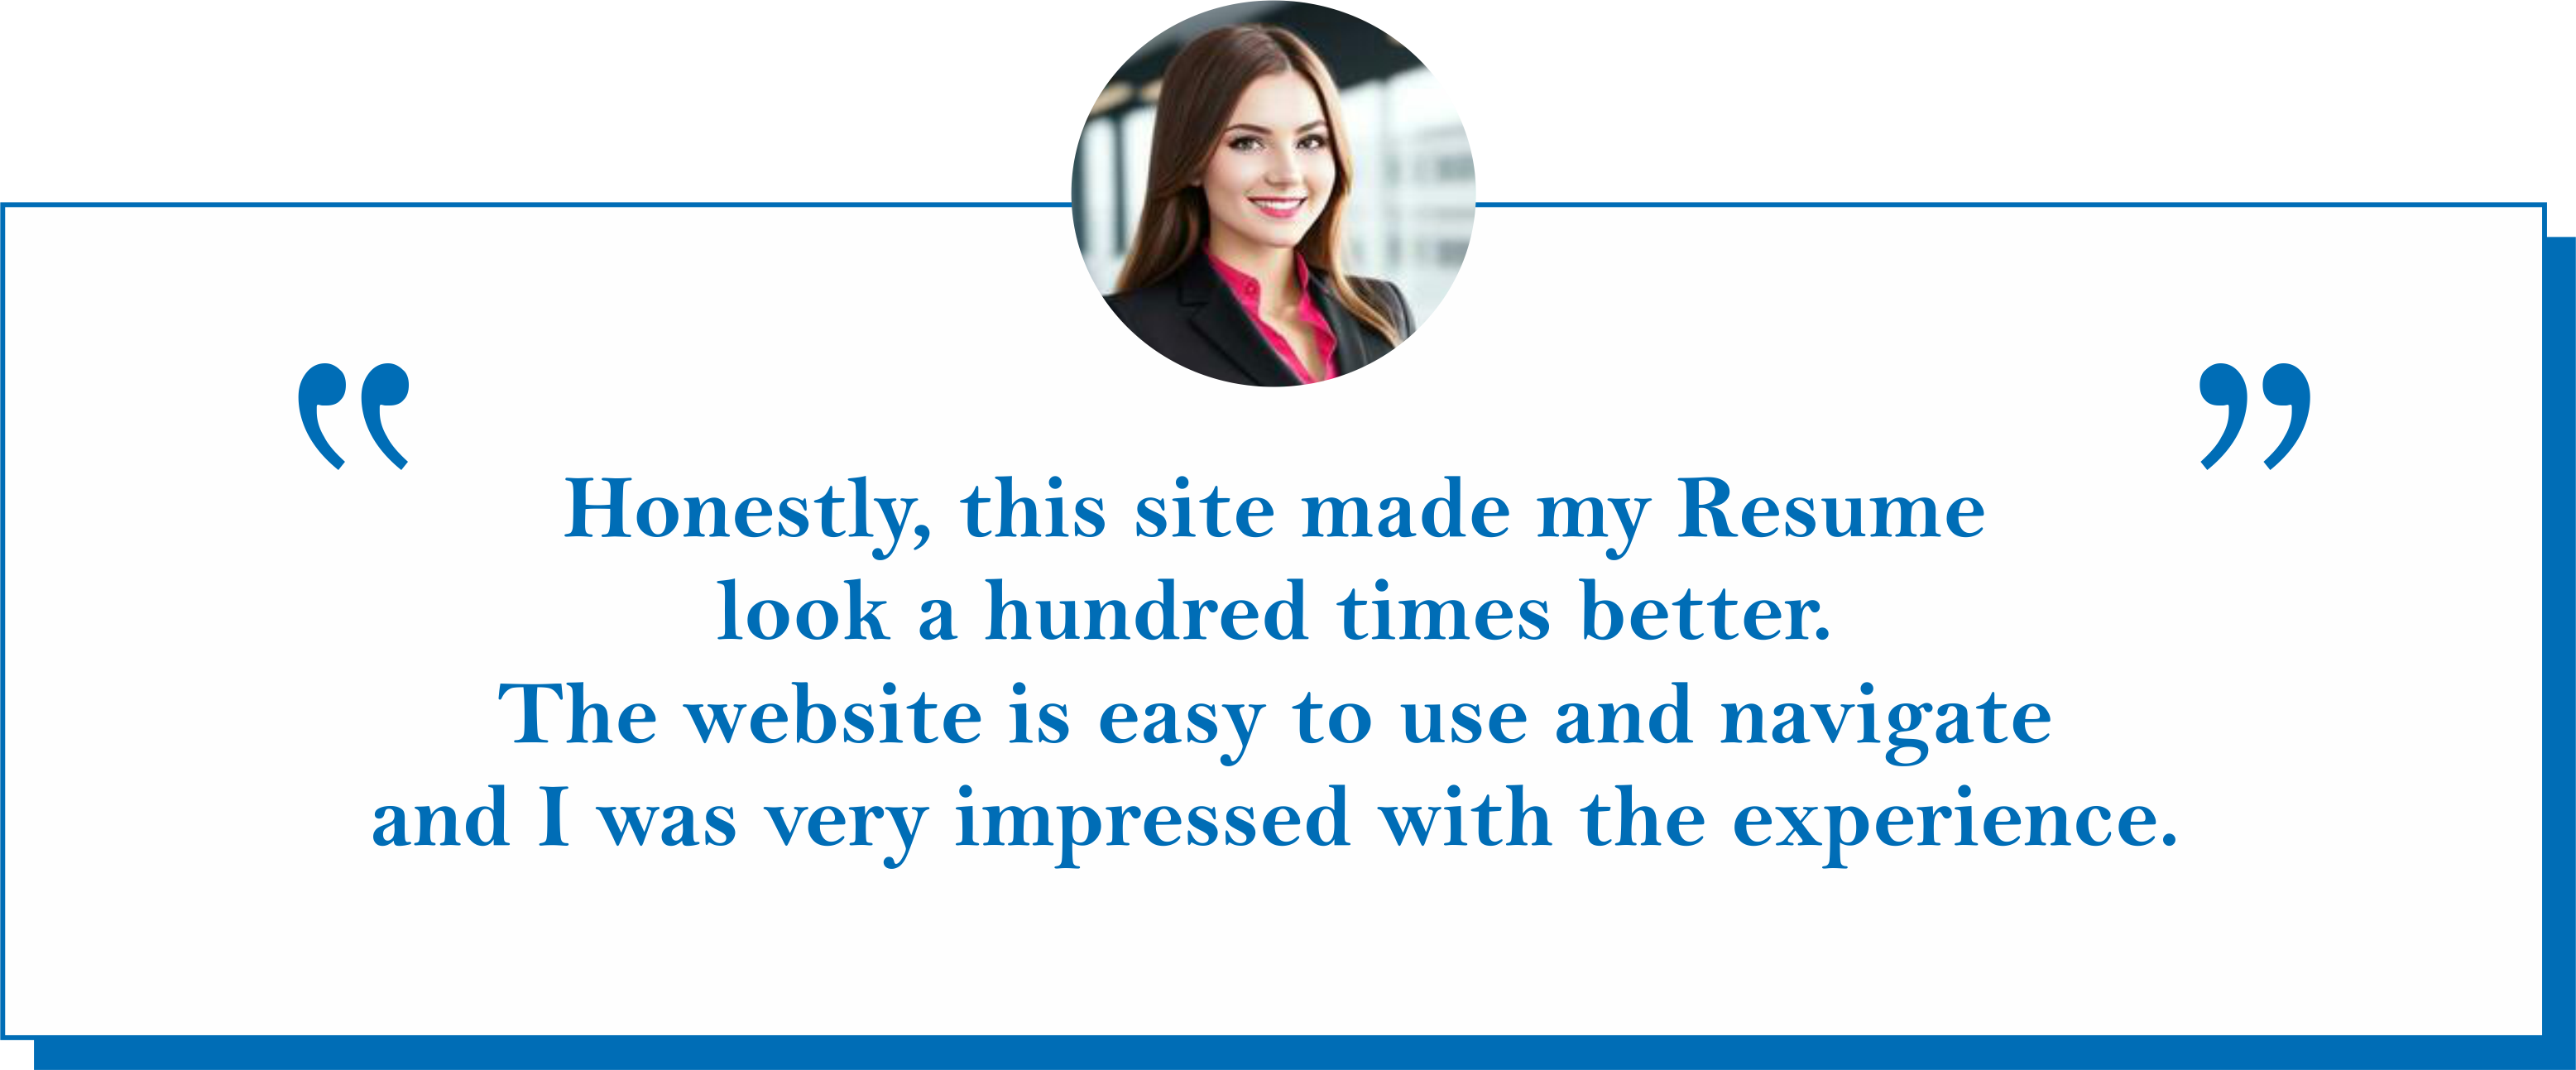 “ ”
Honestly, this site made my Resume
look a hundred times better.
The website is easy to use and navigate
and I was very impressed with the experience.